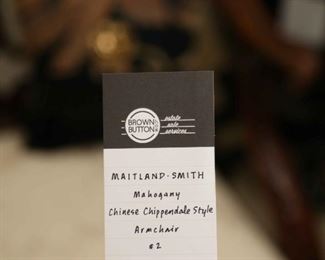 BROWN
BUTTON
estate
sale
services
MAITLAND-SMITH
Mahogany
Chinese Chippendale Style
Armchair
#2